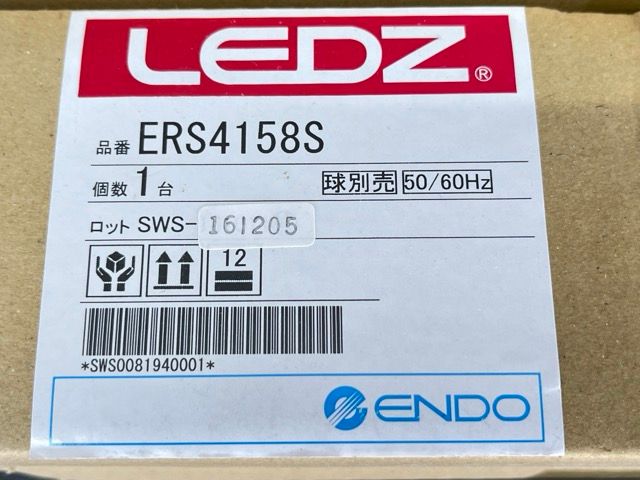 LEDZ®
品番 ERS4158S
個数 1 台 球別売 50/60Hz
ロット SWS-161205
12
*SWS0081940001*
ENDO